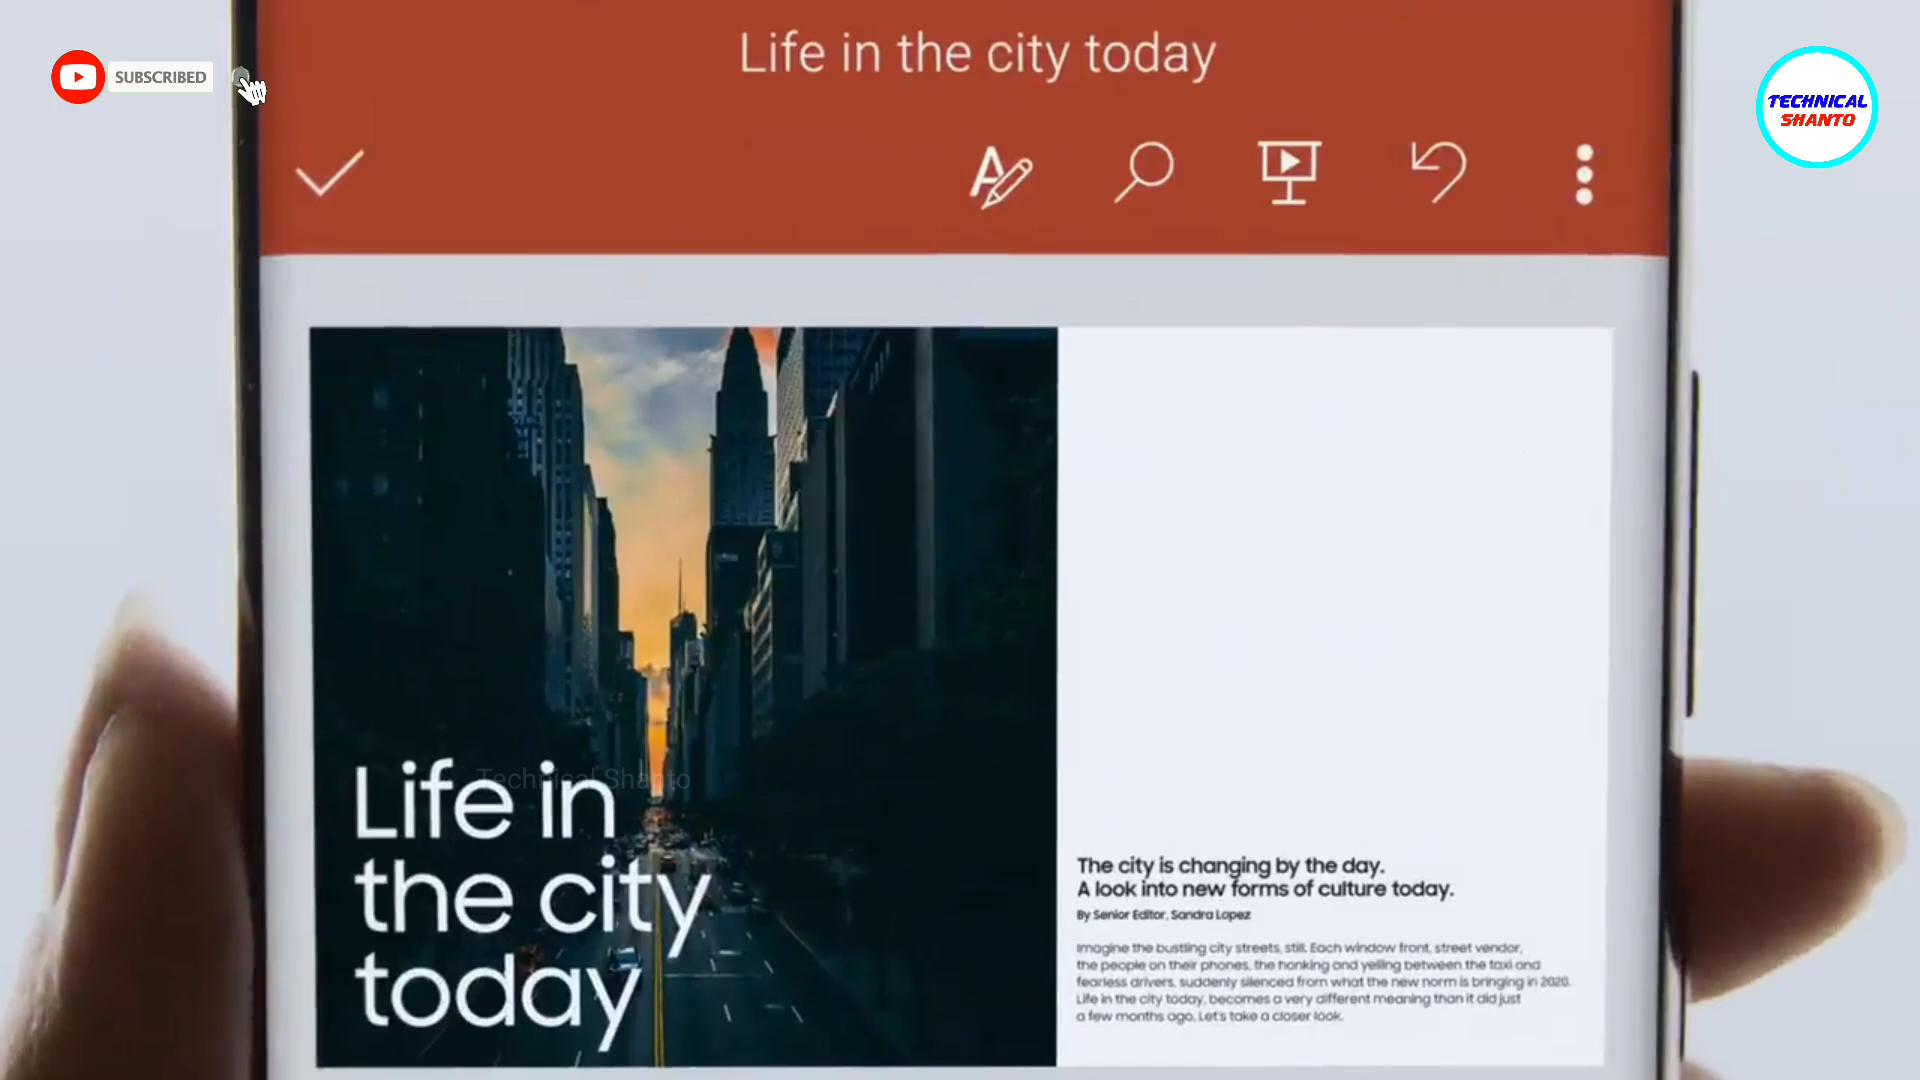 Life in the city today
SUBSCRIBED
TECHNICAL
SHANTO
Life in
the city
today
Technical Shanto
The city is changing by the day.
A look into new forms of culture today.
By Senior Editor, Sandra Lopez
Imagine the bustling city streets, still. Each window front, street vendor,
the people on their phones, the honking and yelling between the taxi and
fearless drivers, suddenly silenced from what the new norm is bringing in 2020.
Life in the city today, becomes a very different meaning than it did just
a few months ago. Let's take a closer look.